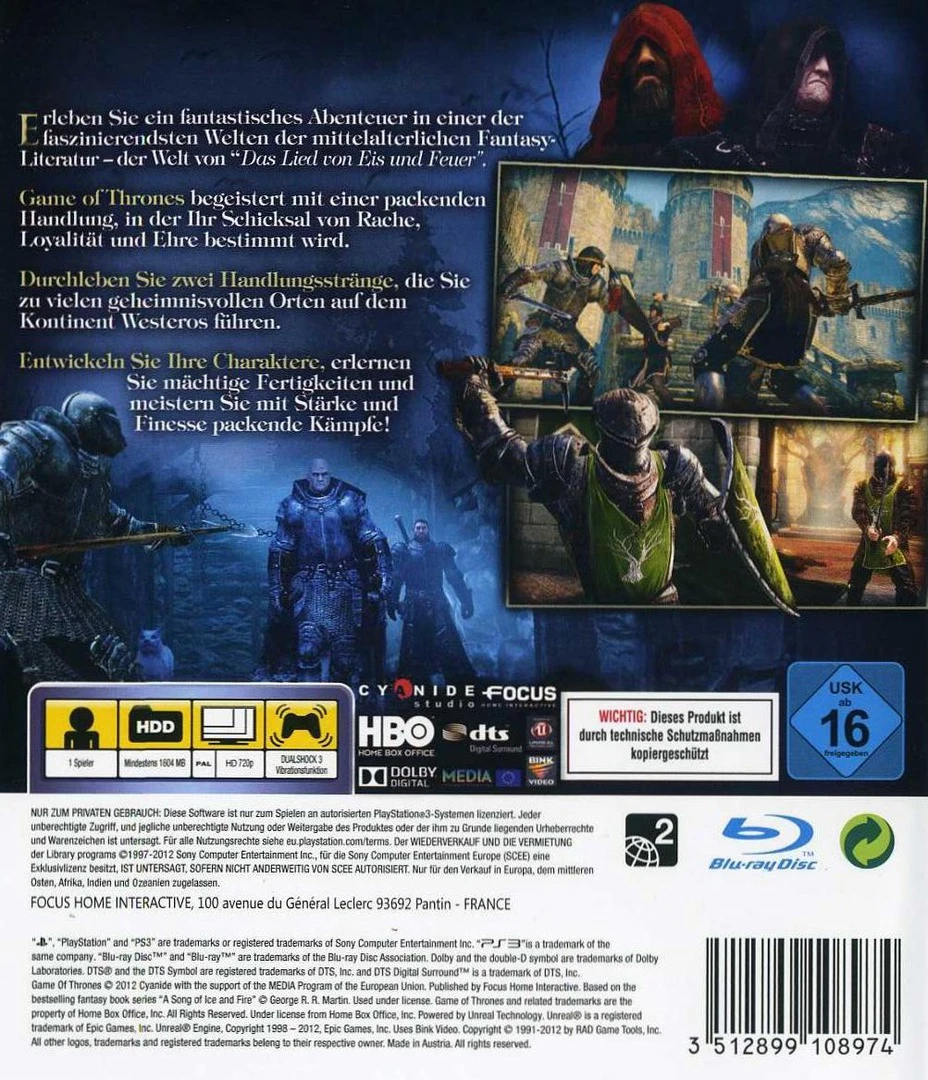 Erleben Sie ein fantastisches Abenteuer in einer der
faszinierendsten Welten der mittelalterlichen Fantasy-
Literatur – der Welt von “Das Lied von Eis und Feuer”.
Game of Thrones begeistert mit einer packenden
Handlung, in der Ihr Schicksal von Rache,
Loyalität und Ehre bestimmt wird.
Durchleben Sie zwei Handlungsstränge, die Sie
zu vielen geheimnisvollen Orten auf dem
Kontinent Westeros führen.
Entwickeln Sie Ihre Charaktere, erlernen
Sie mächtige Fertigkeiten und
meistern Sie mit Stärke und
Finesse packende Kämpfe!
CYANIDE
studio
FOCUS
HOME INTERACTIVE
HDD
1 Spieler
Mindestens 1604 MB
PAL
HD 720p
DUALSHOCK 3
Vibrationsfunktion
HBO
HOME BOX OFFICE
dts
Digital Surround
DOLBY
DIGITAL
MEDIA
BINK
VIDEO
WICHTIG: Dieses Produkt ist
durch technische Schutzmaßnahmen
kopiergeschützt
USK
ab
16
freigegeben
NUR ZUM PRIVATEN GEBRAUCH: Diese Software ist nur zum Spielen an autorisierten PlayStation®3-Systemen lizenziert. Jeder
unberechtigte Zugriff, und jegliche unberechtigte Nutzung oder Weitergabe des Produktes oder der ihm zu Grunde liegenden Urheberrechte
und Warenzeichen ist untersagt. Für alle Nutzungsrechte siehe eu.playstation.com/terms. Der WIEDERVERKAUF UND DIE VERMIETUNG
der Library programs ©1997-2012 Sony Computer Entertainment Inc., für die Sony Computer Entertainment Europe (SCEE) eine
Exklusivlizenz besitzt, IST UNTERSAGT, SOFERN NICHT ANDERWEITIG VON SCEE AUTORISIERT. Nur für den Verkauf in Europa, dem mittleren
Osten, Afrika, Indien und Ozeanien zugelassen.
FOCUS HOME INTERACTIVE, 100 avenue du Général Leclerc 93692 Pantin - FRANCE
2
Blu-ray Disc™
"", "PlayStation" and "PS3" are trademarks or registered trademarks of Sony Computer Entertainment Inc. "PS3"is a trademark of the
same company. "Blu-ray Disc™" and "Blu-ray™" are trademarks of the Blu-ray Disc Association. Dolby and the double-D symbol are trademarks of Dolby
Laboratories. DTS® and the DTS Symbol are registered trademarks of DTS, Inc. and DTS Digital Surround™ is a trademark of DTS, Inc.
Game Of Thrones © 2012 Cyanide with the support of the MEDIA Program of the European Union. Published by Focus Home Interactive. Based on the
bestselling fantasy book series "A Song of Ice and Fire" © George R. R. Martin. Used under license. Game of Thrones and related trademarks are the
property of Home Box Office, Inc. All Rights Reserved. Under license from Home Box Office, Inc. Powered by Unreal Technology. Unreal® is a registered
trademark of Epic Games, Inc. Unreal® Engine, Copyright 1998 – 2012, Epic Games, Inc. Uses Bink Video. Copyright © 1991-2012 by RAD Game Tools, Inc.
All other logos, trademarks and registered trademarks belong to their respective owner. Made in Austria. All rights reserved.
3 512899 108974